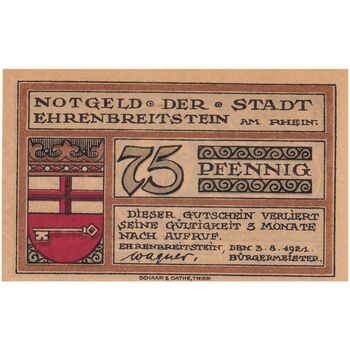 NOTGELD ∘ DER ∘ STADT
EHRENBREITSTEIN AM RHEIN.
75 PFENNIG
DIESER GUTSCHEIN VERLIERT
SEINE GÜLTIGKEIT 3 MONATE
NACH AUFRUF.
EHRENBREITSTEIN, DEN 3.8.1921.
Wagner, BÜRGERMEISTER.
SCHAAR & DATHE, TRIER.